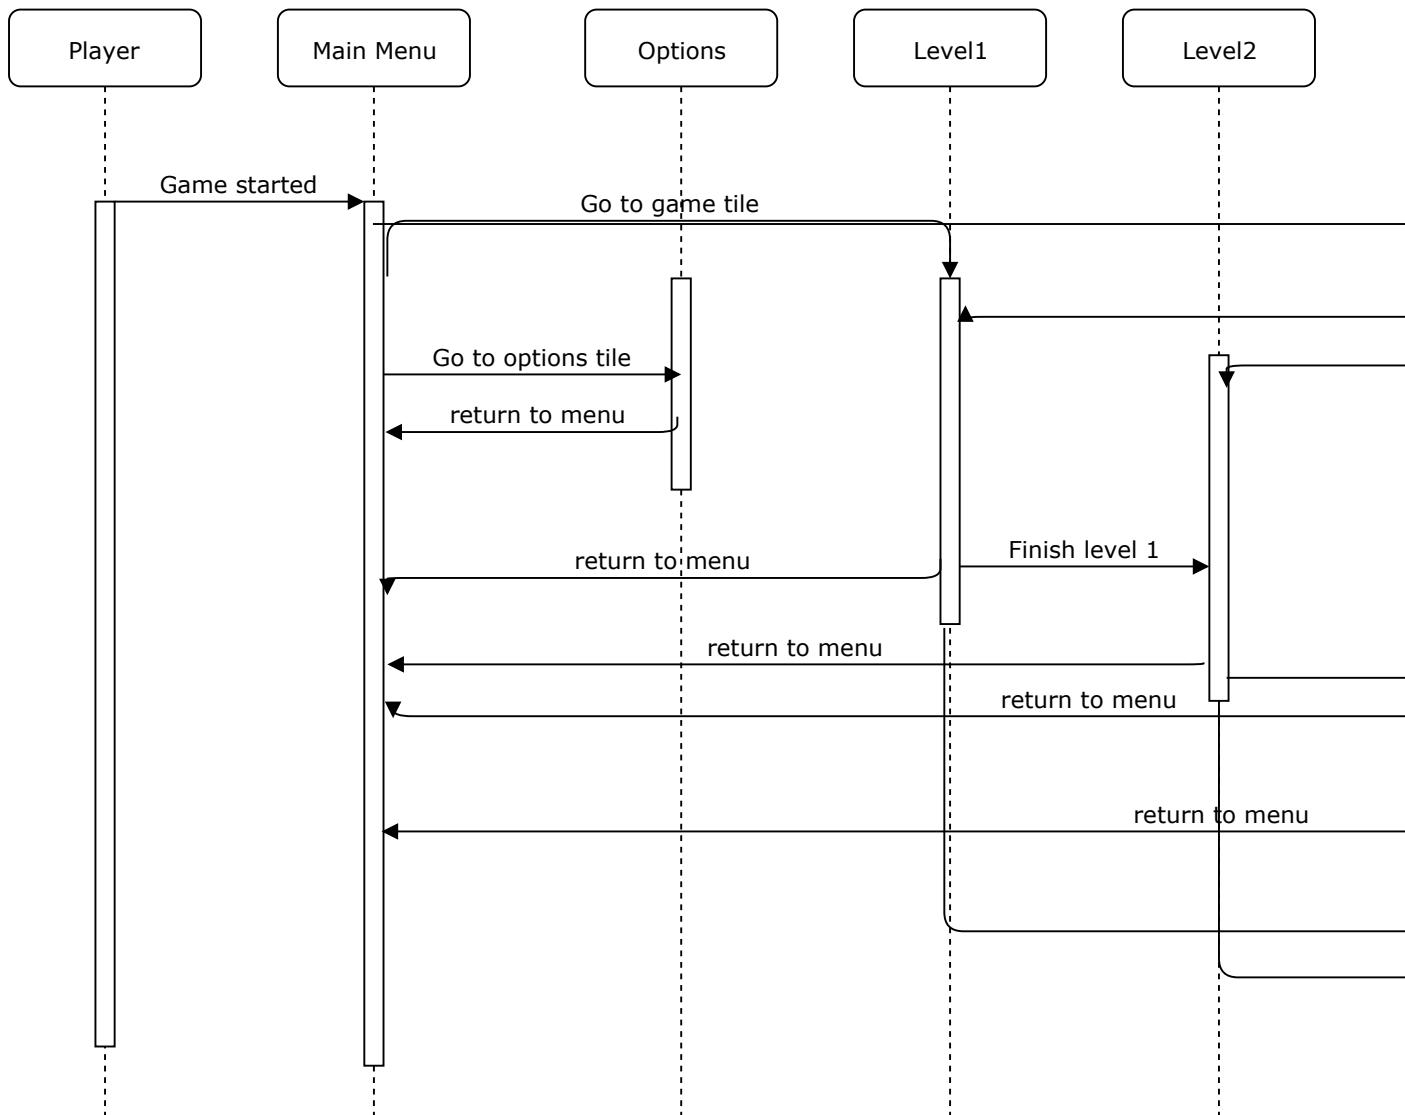 Player
Main Menu
Options
Level1
Level2
Game started
Go to game tile
Go to options tile
return to menu
Finish level 1
return to menu
return to menu
return to menu
return to menu